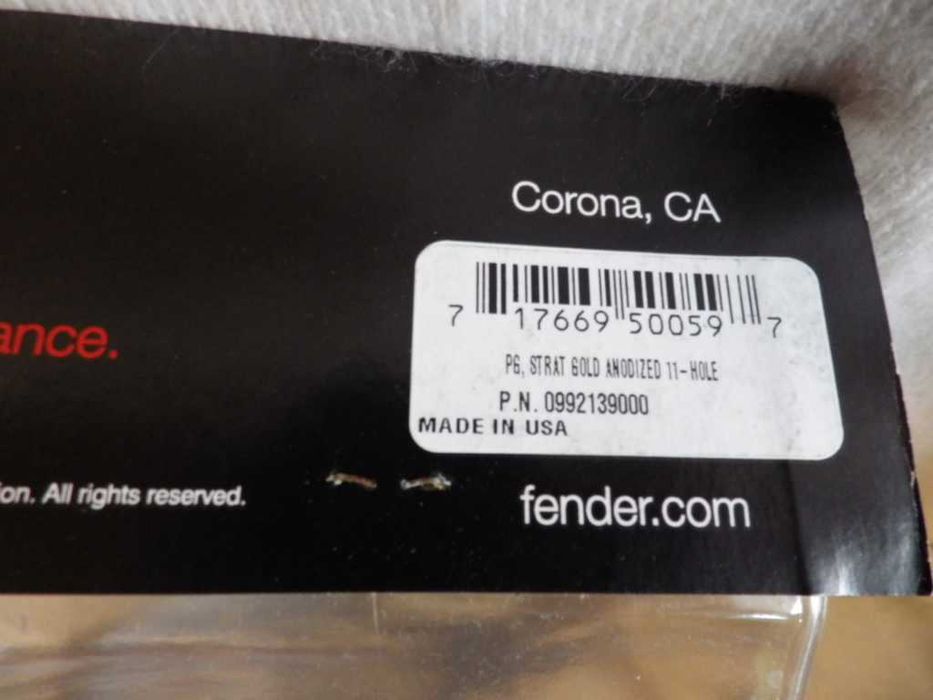 Corona, CA
7 17669 50059 7
PG, STRAT GOLD ANODIZED 11-HOLE
ance.
P.N. 0992139000
MADE IN USA
ion. All rights reserved.
fender.com